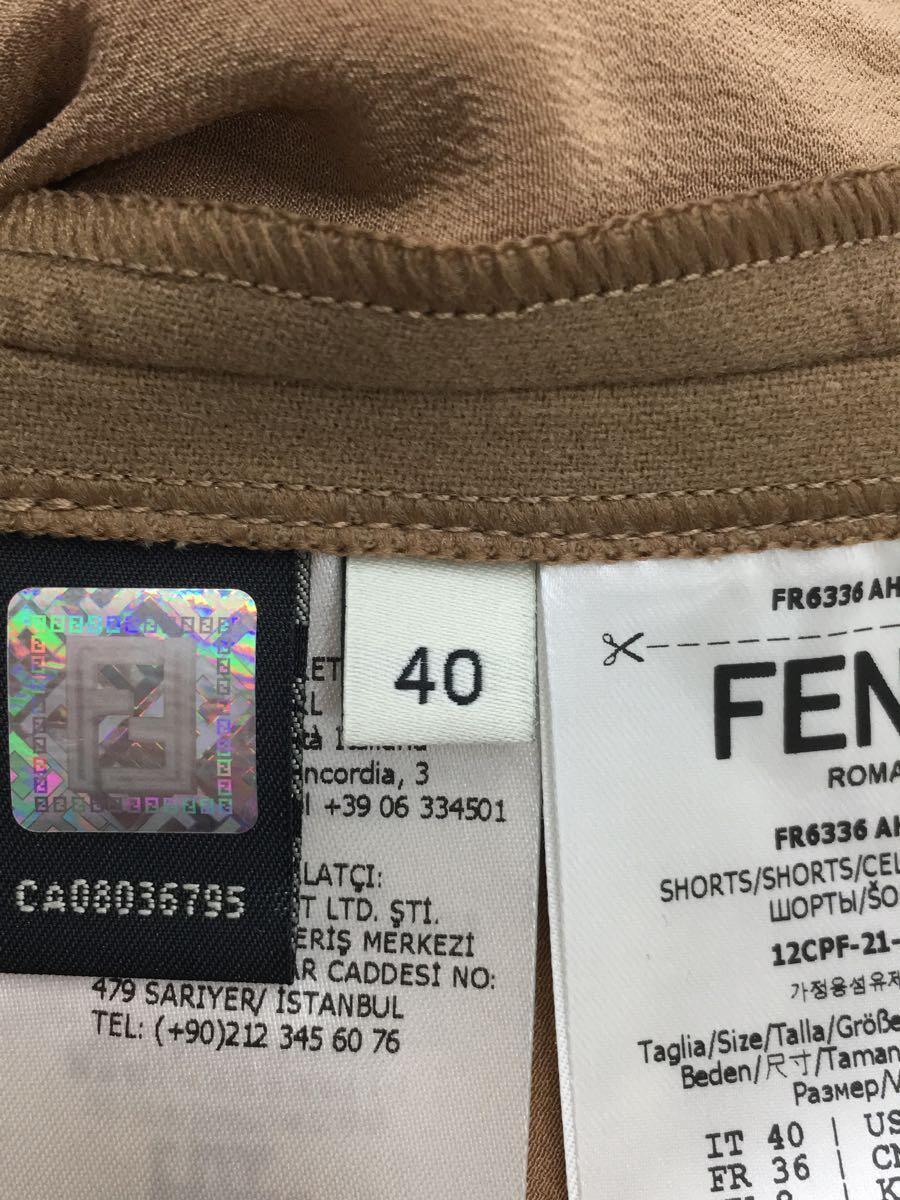 CA08036795
40
ncordia, 3
+39 06 334501
LATÇI:
T LTD. ŞTİ.
ERİŞ MERKEZİ
AR CADDESİ NO:
479 SARIYER/ İSTANBUL
TEL: (+90)212 345 60 76
FR6336 AH
FEN
ROMA
FR6336 AH
SHORTS/SHORTS/CEL
ШОРТЫ/ŠO
12CPF-21-
가정용섬유제
Taglia/Size/Talla/Größe
Beden/尺寸/Taman
Размер/
IT 40 | US
FR 36 | CN